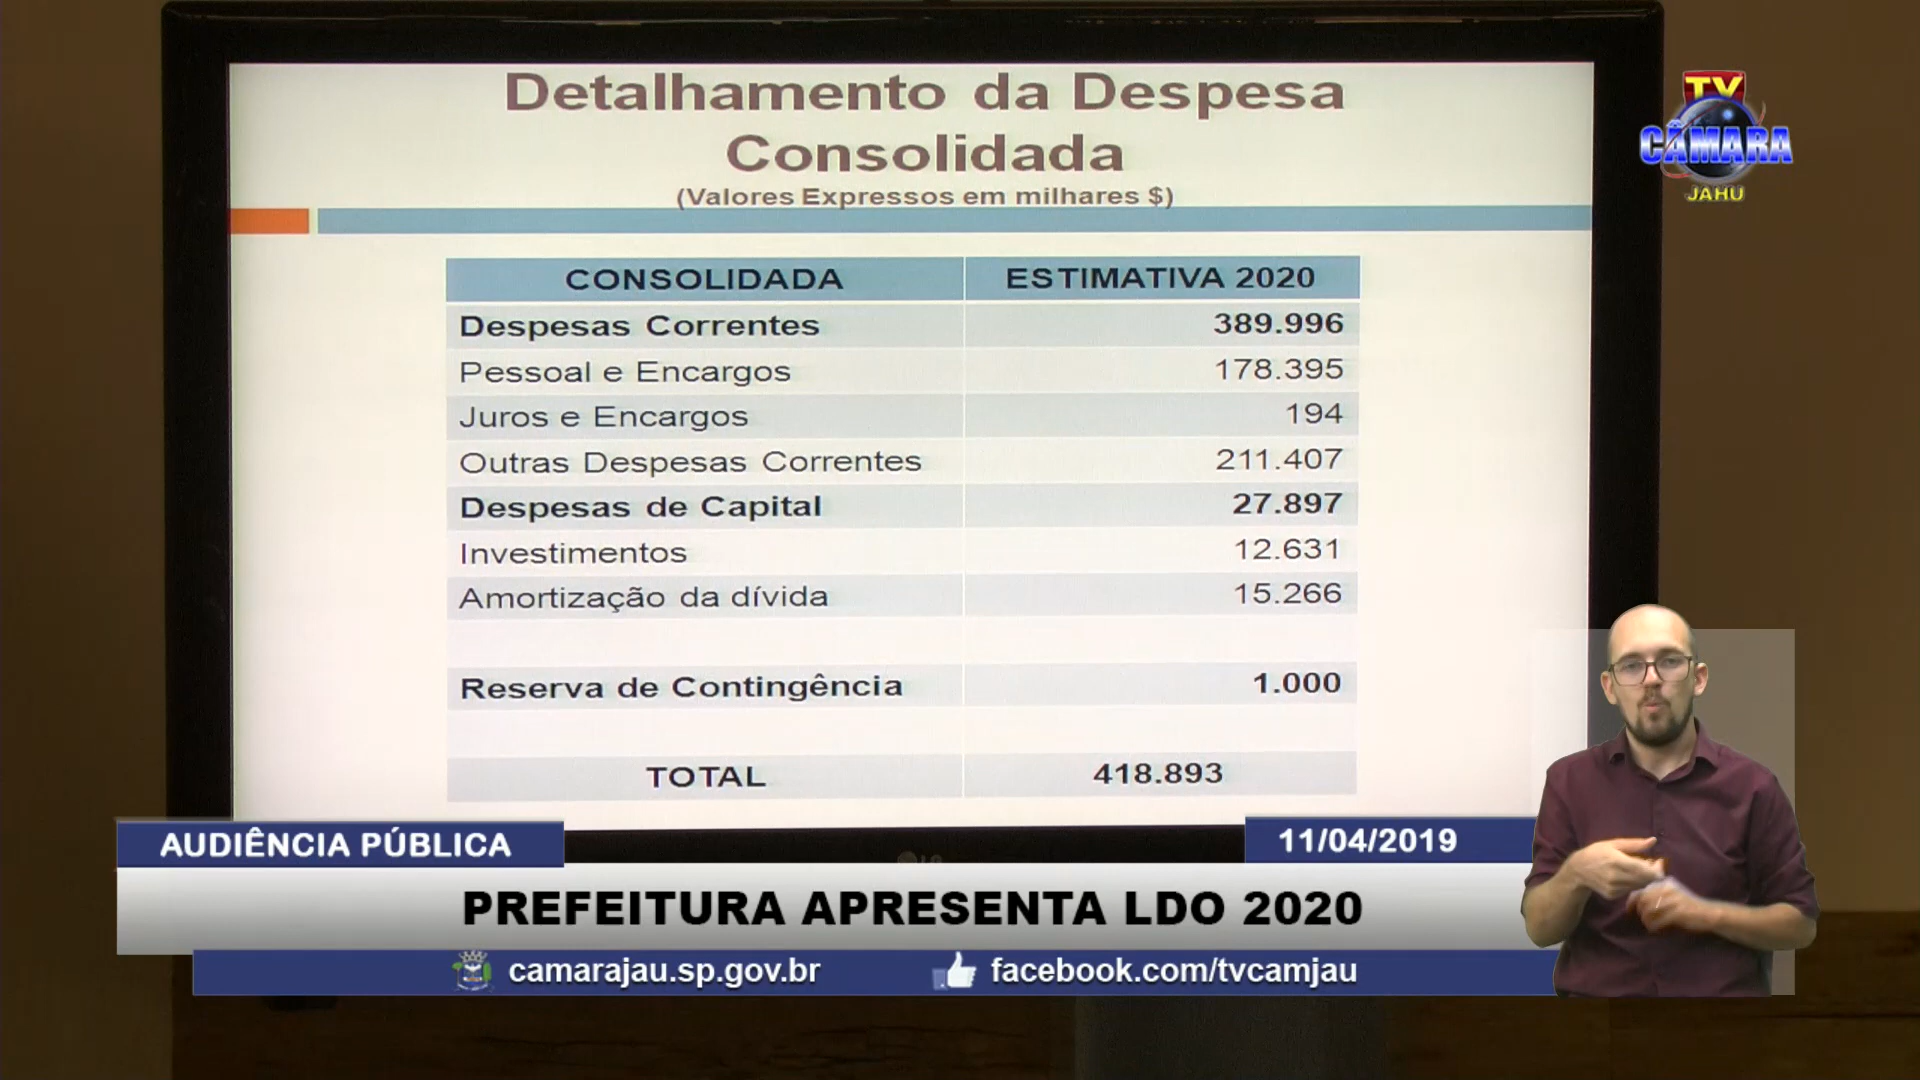 Detalhamento da Despesa
Consolidada
(Valores Expressos em milhares $)
TV
CÂMARA
JAHU
CONSOLIDADA ESTIMATIVA 2020
Despesas Correntes 389.996
Pessoal e Encargos 178.395
Juros e Encargos 194
Outras Despesas Correntes 211.407
Despesas de Capital 27.897
Investimentos 12.631
Amortização da dívida 15.266
Reserva de Contingência 1.000
TOTAL 418.893
AUDIÊNCIA PÚBLICA 11/04/2019
PREFEITURA APRESENTA LDO 2020
camarajau.sp.gov.br facebook.com/tvcamjau